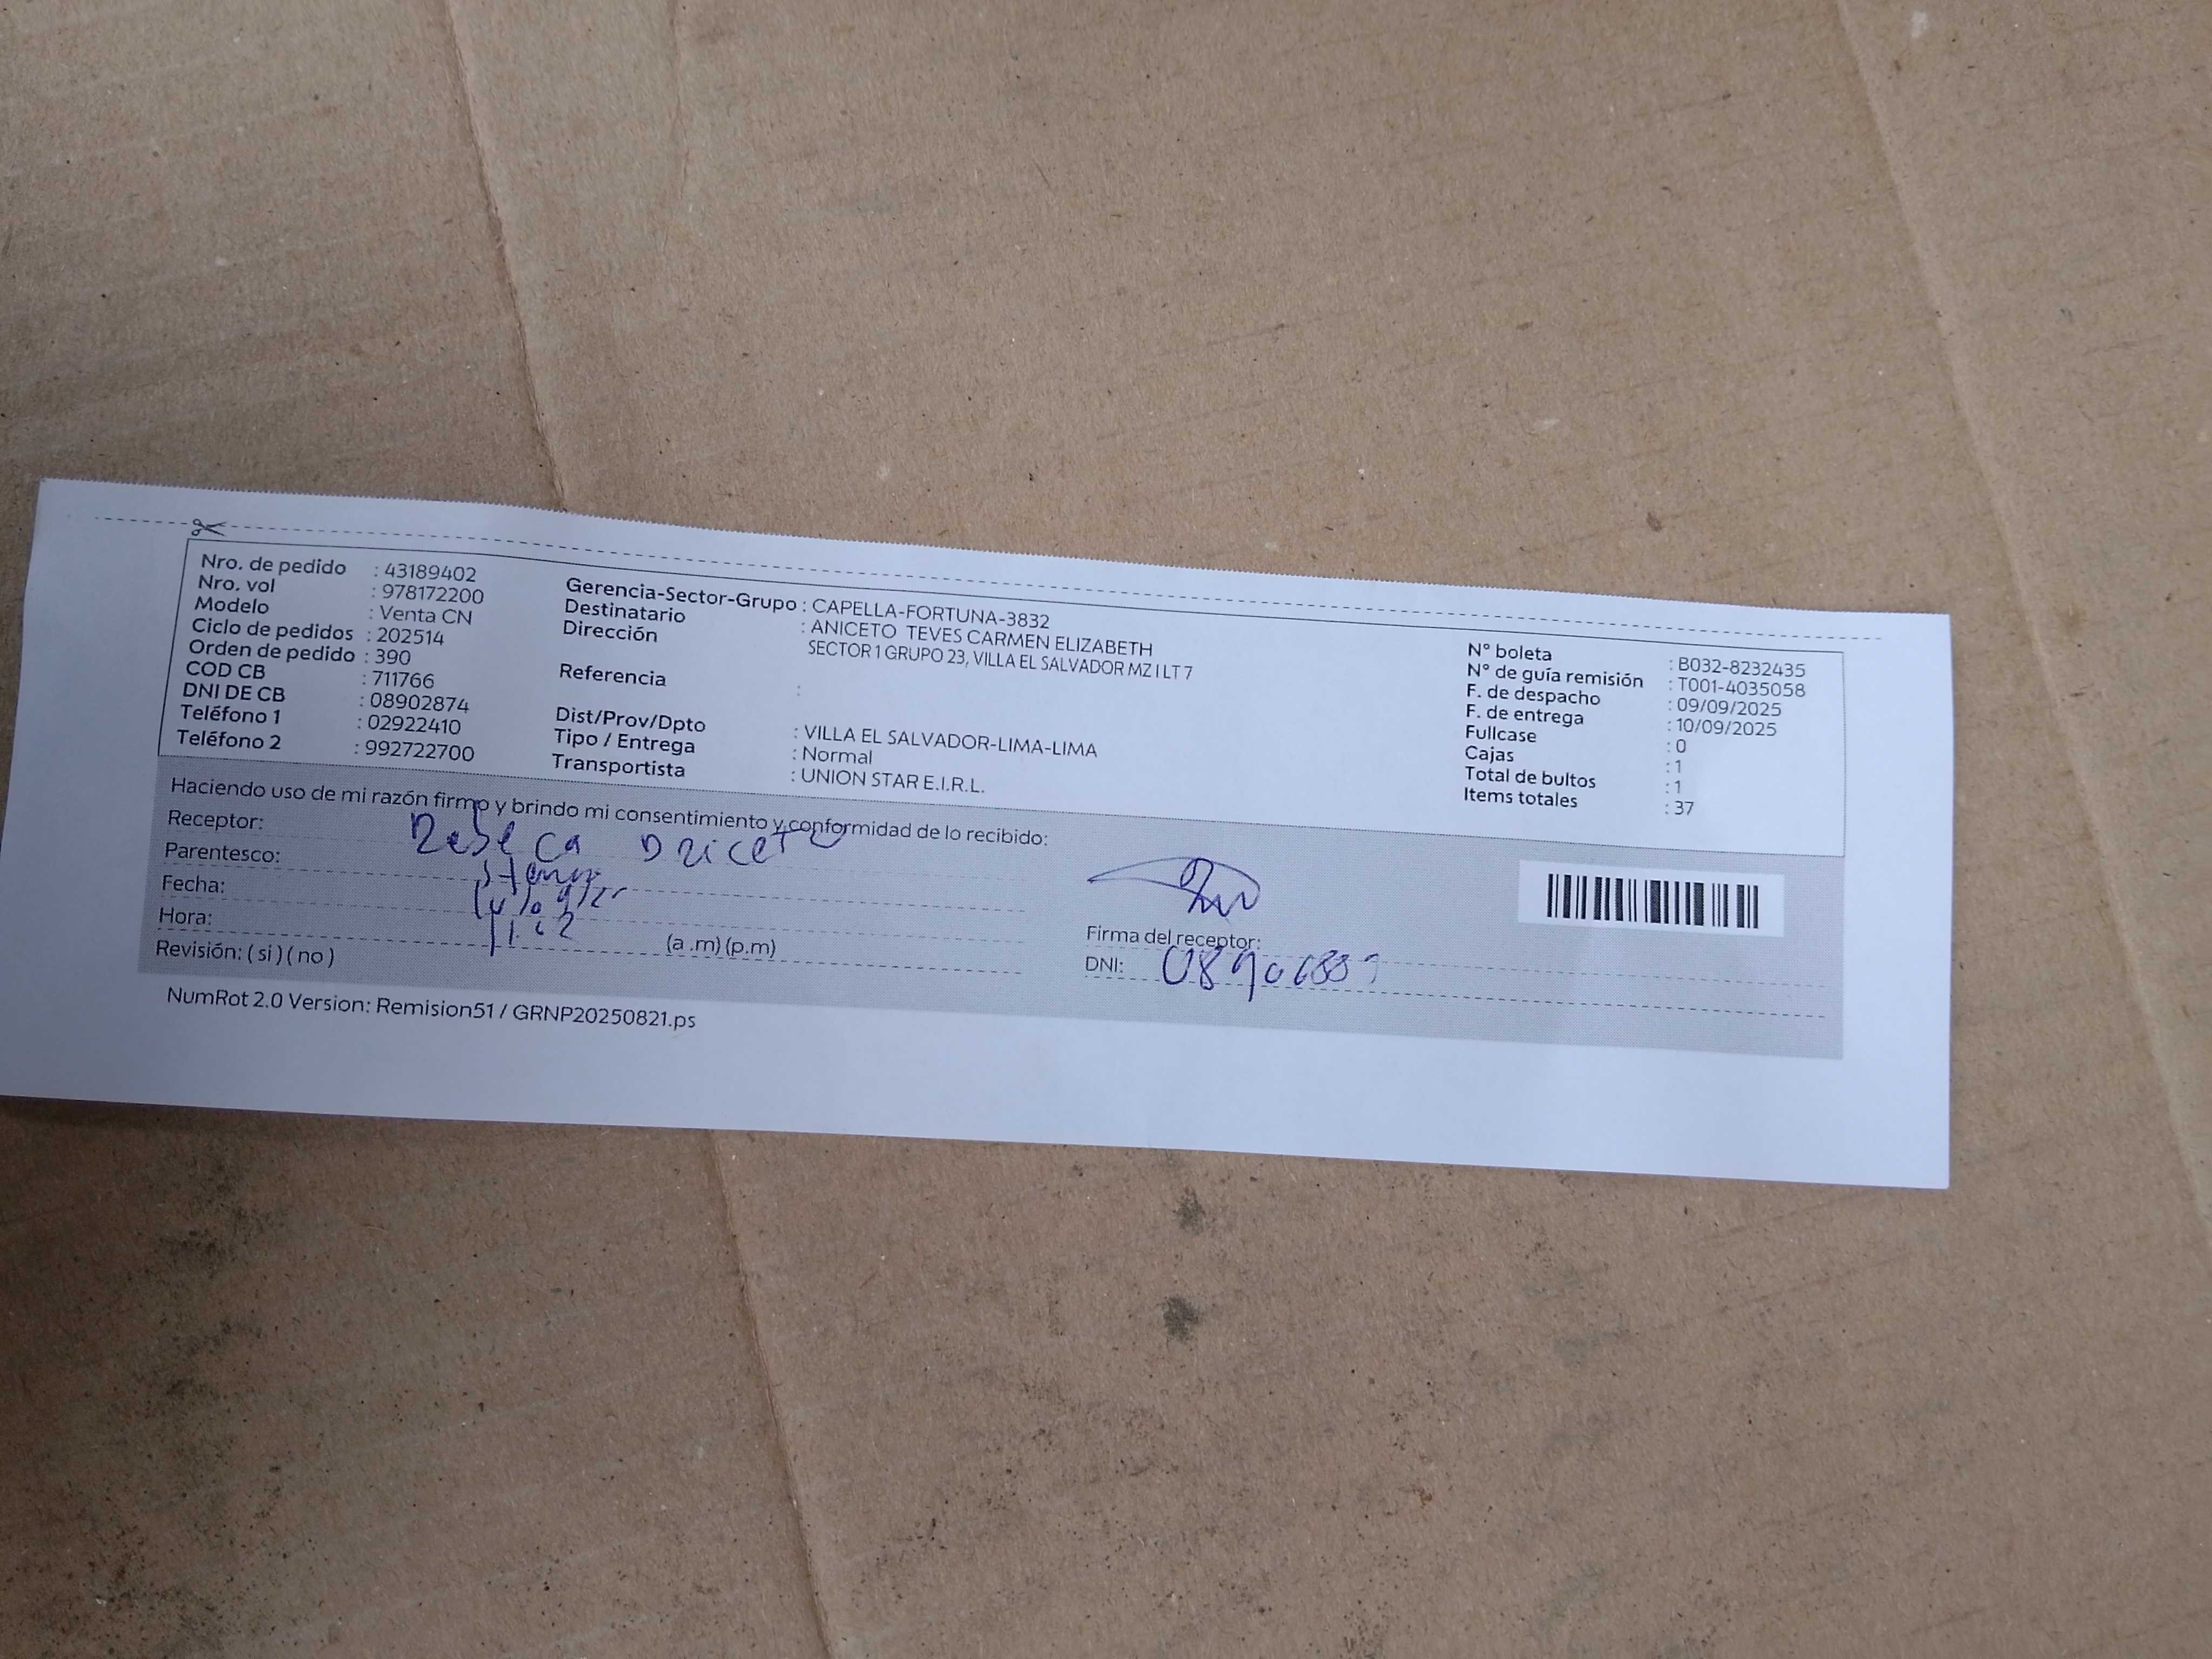 Nro. de pedido : 43189402
Nro. vol : 978172200
Modelo : Venta CN
Ciclo de pedidos : 202514
Orden de pedido : 390
COD CB : 711766
DNI DE CB : 08902874
Teléfono 1 : 02922410
Teléfono 2 : 992722700
Gerencia-Sector-Grupo : CAPELLA-FORTUNA-3832
Destinatario : ANICETO TEVES CARMEN ELIZABETH
Dirección SECTOR 1 GRUPO 23, VILLA EL SALVADOR MZ I LT 7
Referencia :
Dist/Prov/Dpto : VILLA EL SALVADOR-LIMA-LIMA
Tipo / Entrega : Normal
Transportista : UNION STAR E.I.R.L.
N° boleta : B032-8232435
N° de guía remisión : T001-4035058
F. de despacho : 09/09/2025
F. de entrega : 10/09/2025
Fullcase : 0
Cajas : 1
Total de bultos : 1
Items totales : 37
Haciendo uso de mi razón firmo y brindo mi consentimiento y conformidad de lo recibido:
Receptor:
Parentesco:
Fecha:
Hora: (a .m) (p.m)
Revisión: ( si ) ( no )
Firma del receptor:
DNI:
NumRot 2.0 Version: Remision51 / GRNP20250821.ps